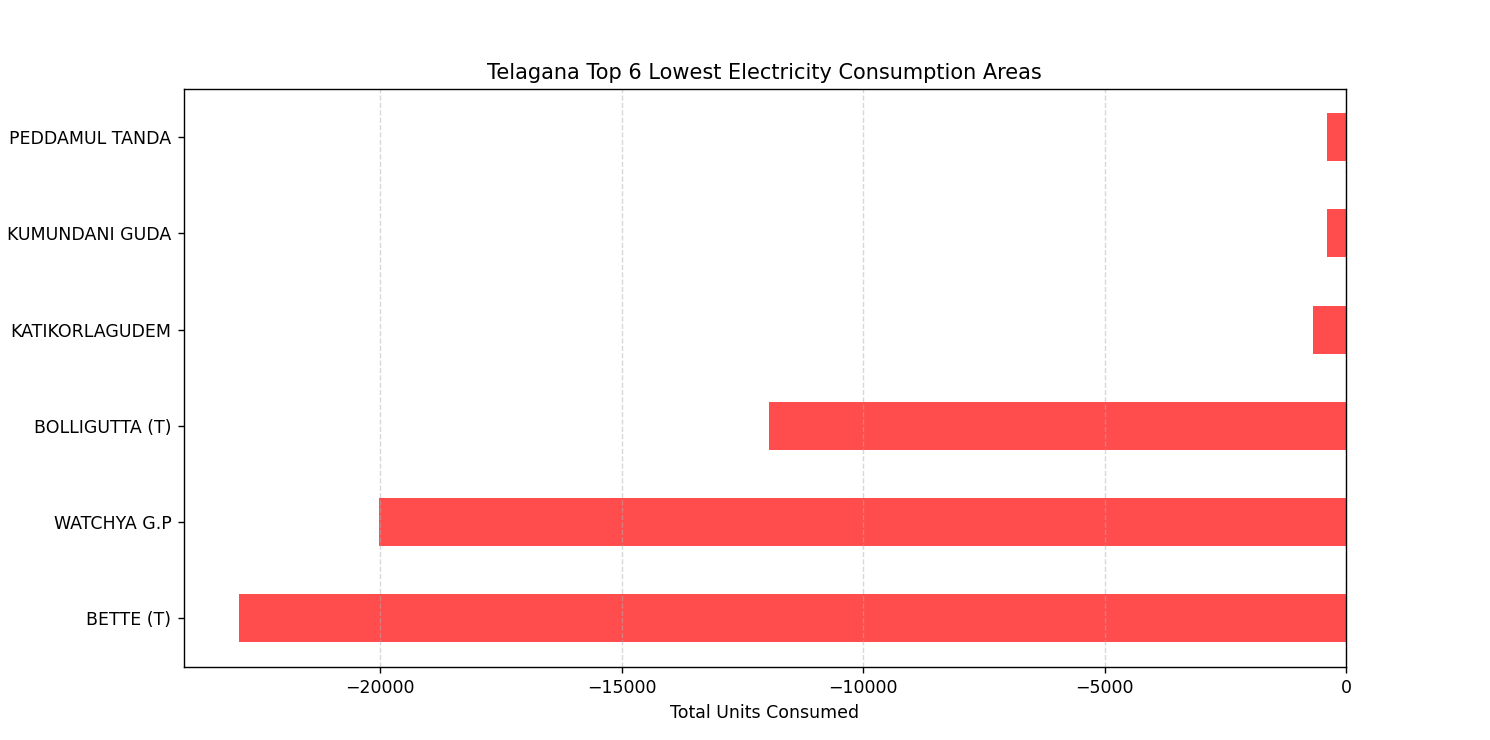 Telagana Top 6 Lowest Electricity Consumption Areas
PEDDAMUL TANDA
KUMUNDANI GUDA
KATIKORLAGUDEM
BOLLIGUTTA (T)
WATCHYA G.P
BETTE (T)
−20000 −15000 −10000 −5000 0
Total Units Consumed